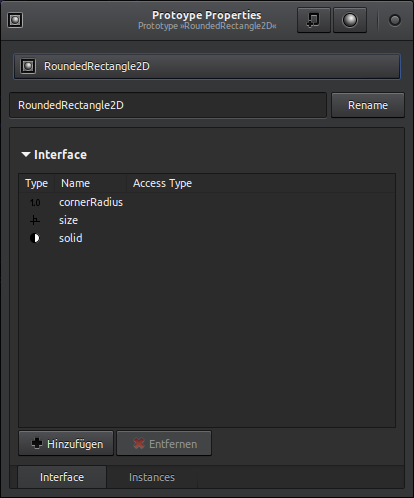 Protoype Properties
Prototype »RoundedRectangle2D«
RoundedRectangle2D
RoundedRectangle2D Rename
Interface
Type Name Access Type
1.0 cornerRadius
size
solid
Hinzufügen Entfernen
Interface Instances